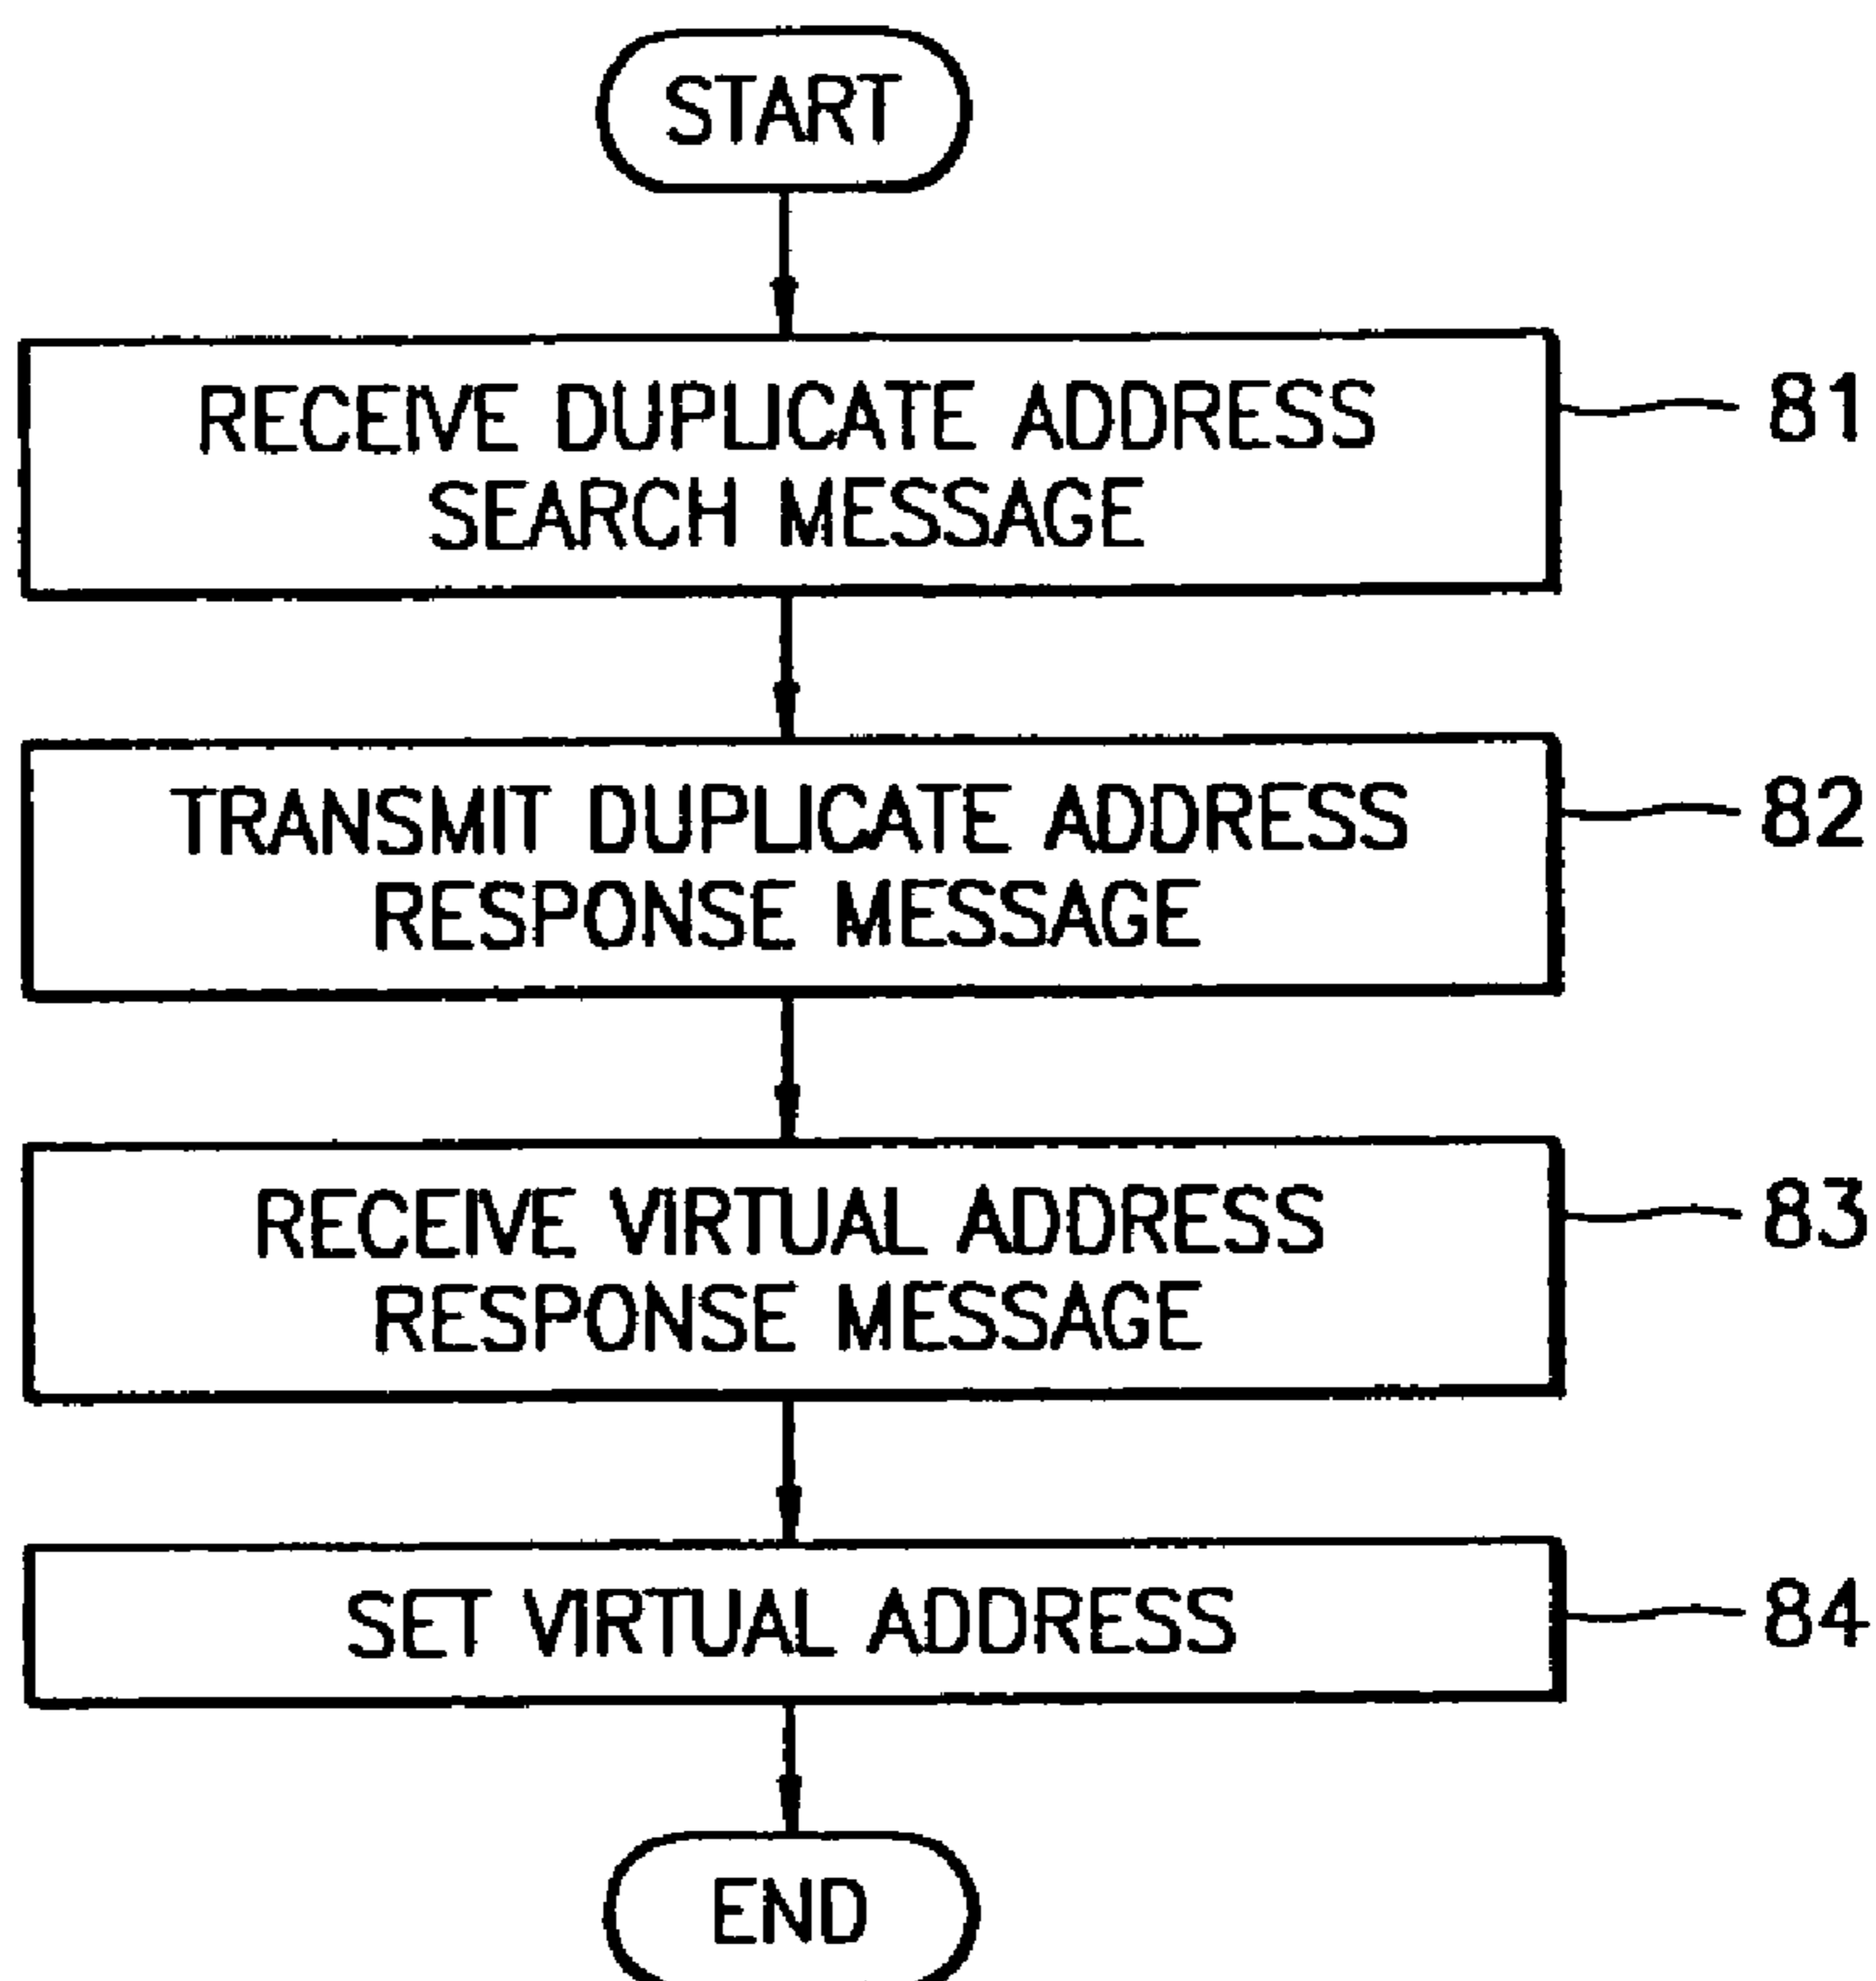 START
RECEIVE DUPLICATE ADDRESS
SEARCH MESSAGE
81
TRANSMIT DUPLICATE ADDRESS
RESPONSE MESSAGE
82
RECEIVE VIRTUAL ADDRESS
RESPONSE MESSAGE
83
SET VIRTUAL ADDRESS
84
END